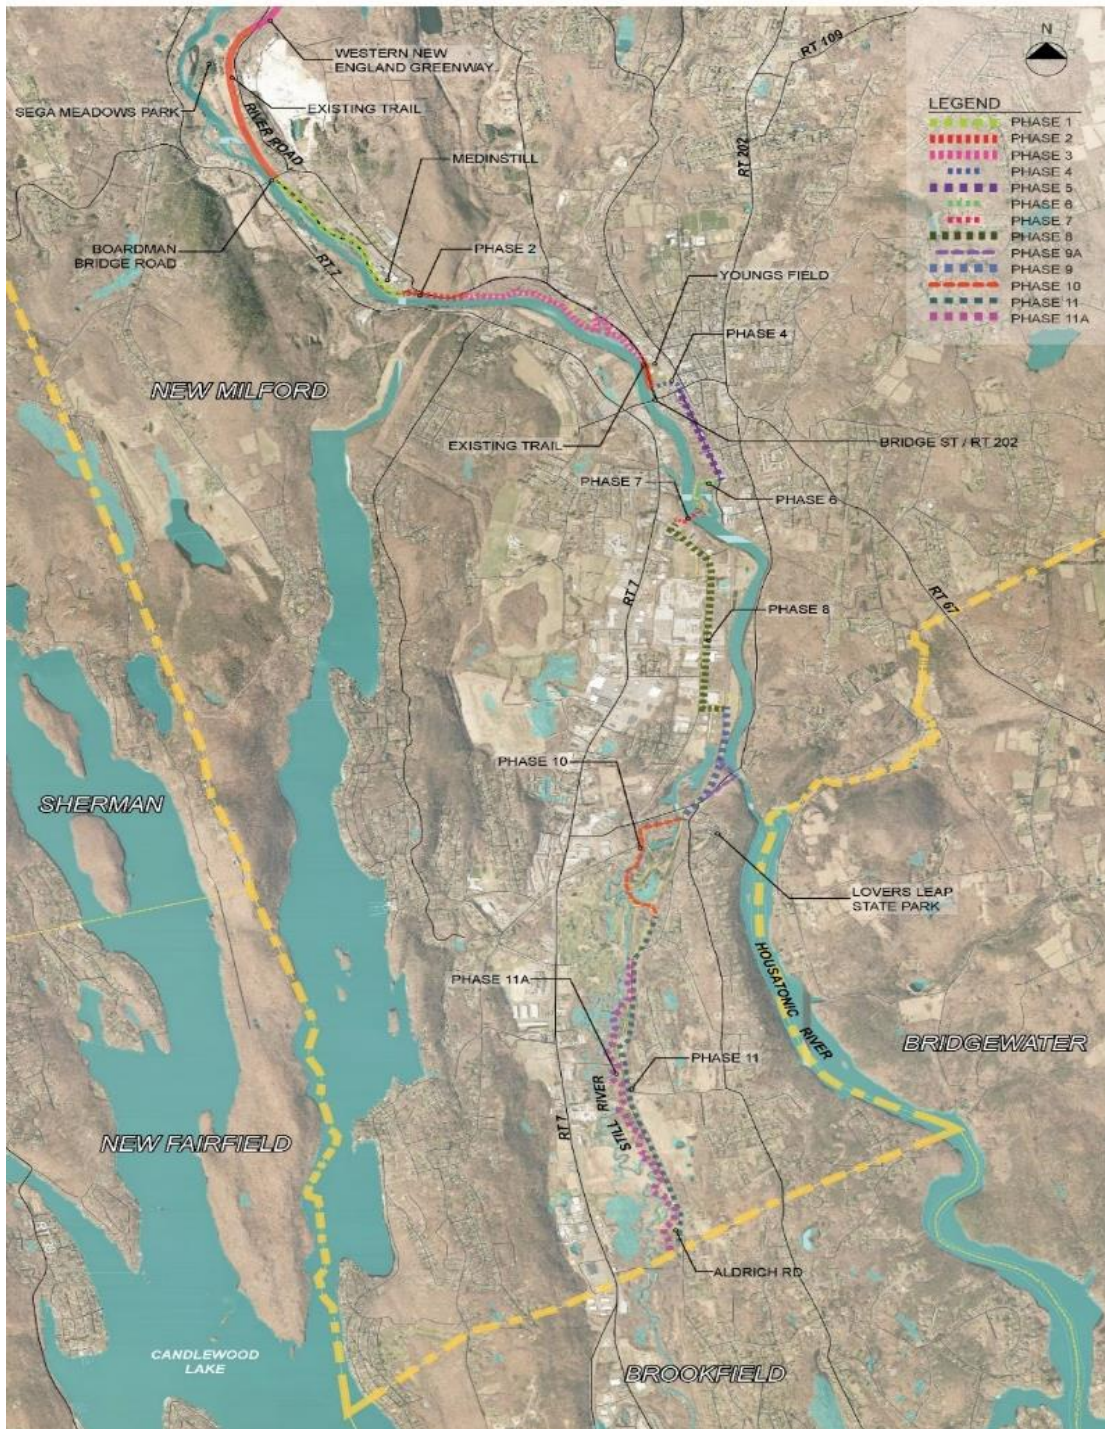 RT 109
N
WESTERN NEW
ENGLAND GREENWAY
SEGA MEADOWS PARK
EXISTING TRAIL
RIVER ROAD
LEGEND
PHASE 1
PHASE 2
PHASE 3
PHASE 4
PHASE 5
PHASE 6
PHASE 7
PHASE 8
PHASE 9A
PHASE 9
PHASE 10
PHASE 11
PHASE 11A
RT 202
MEDINSTILL
BOARDMAN
BRIDGE ROAD
RT 7
PHASE 2
YOUNGS FIELD
PHASE 4
NEW MILFORD
EXISTING TRAIL
BRIDGE ST / RT 202
PHASE 7
PHASE 6
RT 7
RT 67
PHASE 8
PHASE 10
SHERMAN
LOVERS LEAP
STATE PARK
PHASE 11A
HOUSATONIC RIVER
BRIDGEWATER
PHASE 11
STILL RIVER
RT 7
NEW FAIRFIELD
ALDRICH RD
CANDLEWOOD
LAKE
BROOKFIELD